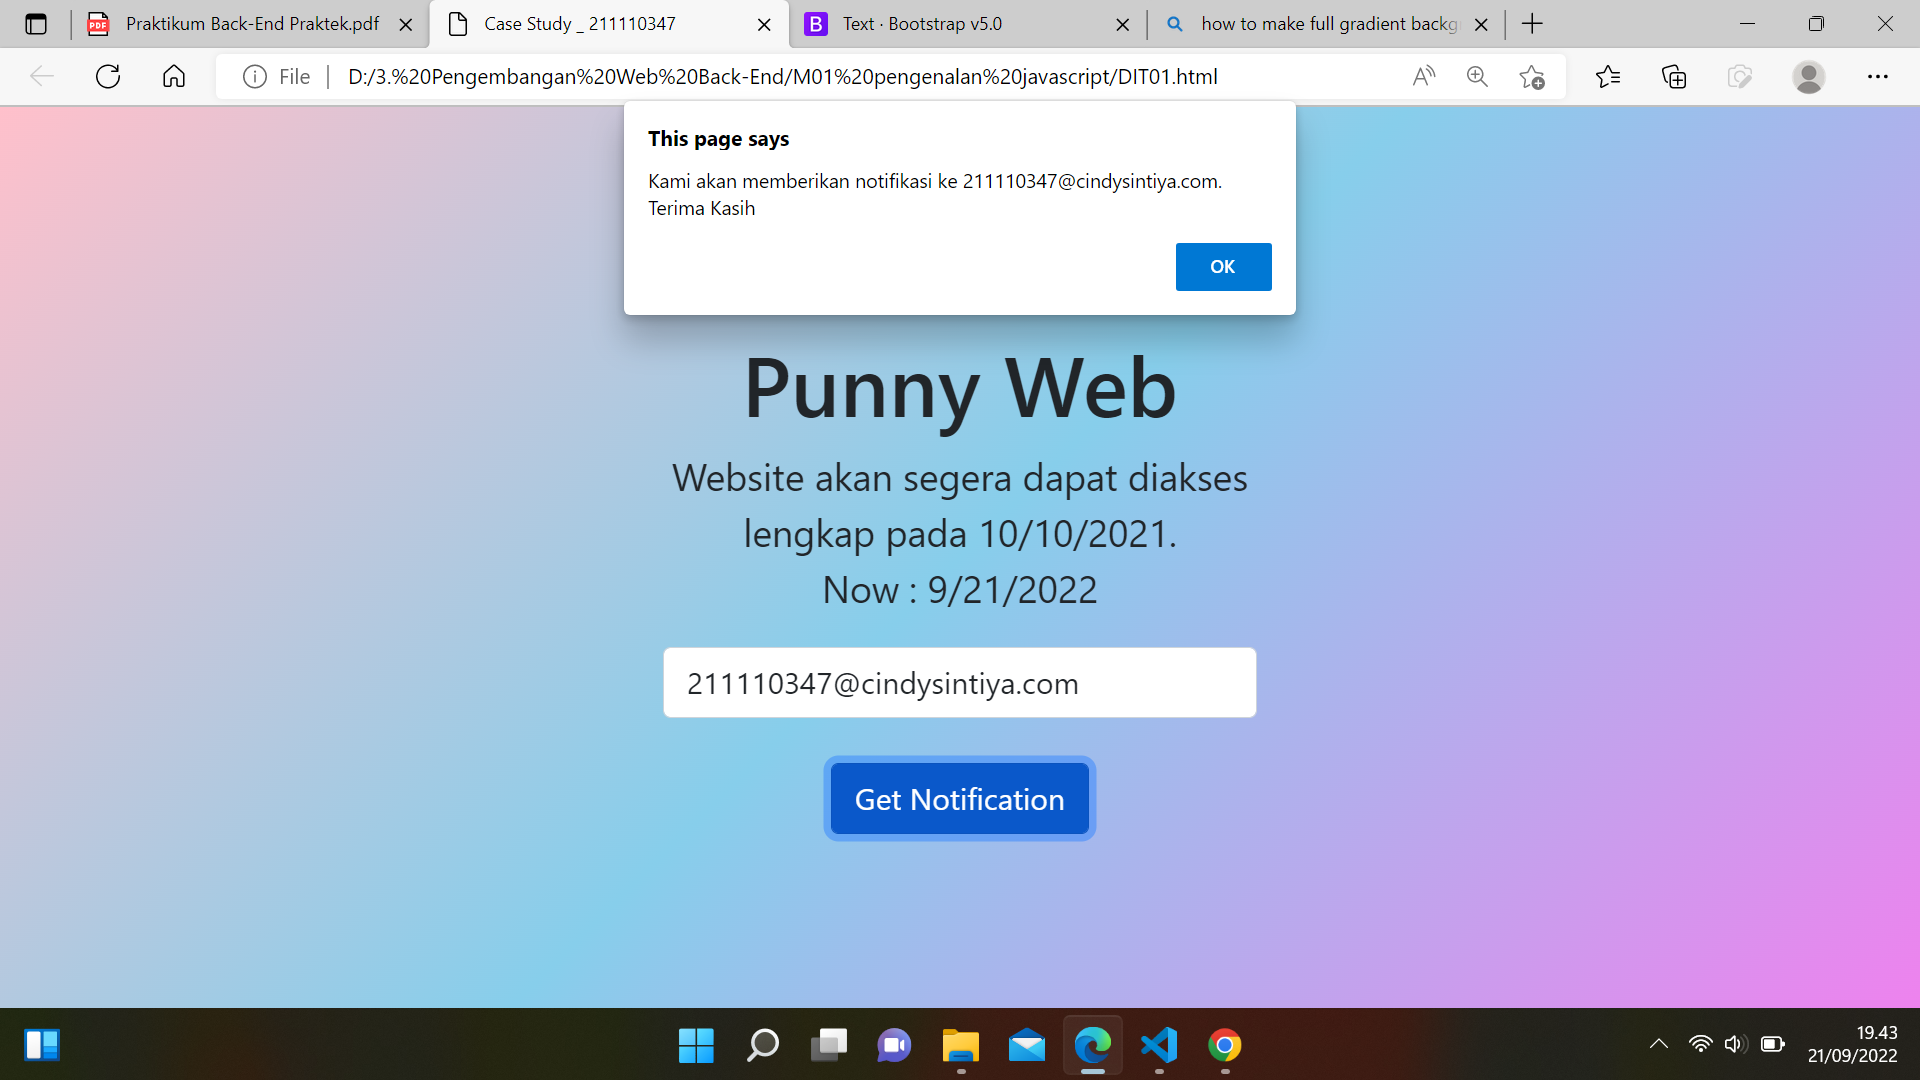 Praktikum Back-End Praktek.pdf
Case Study _ 211110347
B
Text · Bootstrap v5.0
how to make full gradient backg
File
D:/3.%20Pengembangan%20Web%20Back-End/M01%20pengenalan%20javascript/DIT01.html
This page says
Kami akan memberikan notifikasi ke 211110347@cindysintiya.com.
Terima Kasih
OK
Punny Web
Website akan segera dapat diakses
lengkap pada 10/10/2021.
Now : 9/21/2022
211110347@cindysintiya.com
Get Notification
19.43
21/09/2022